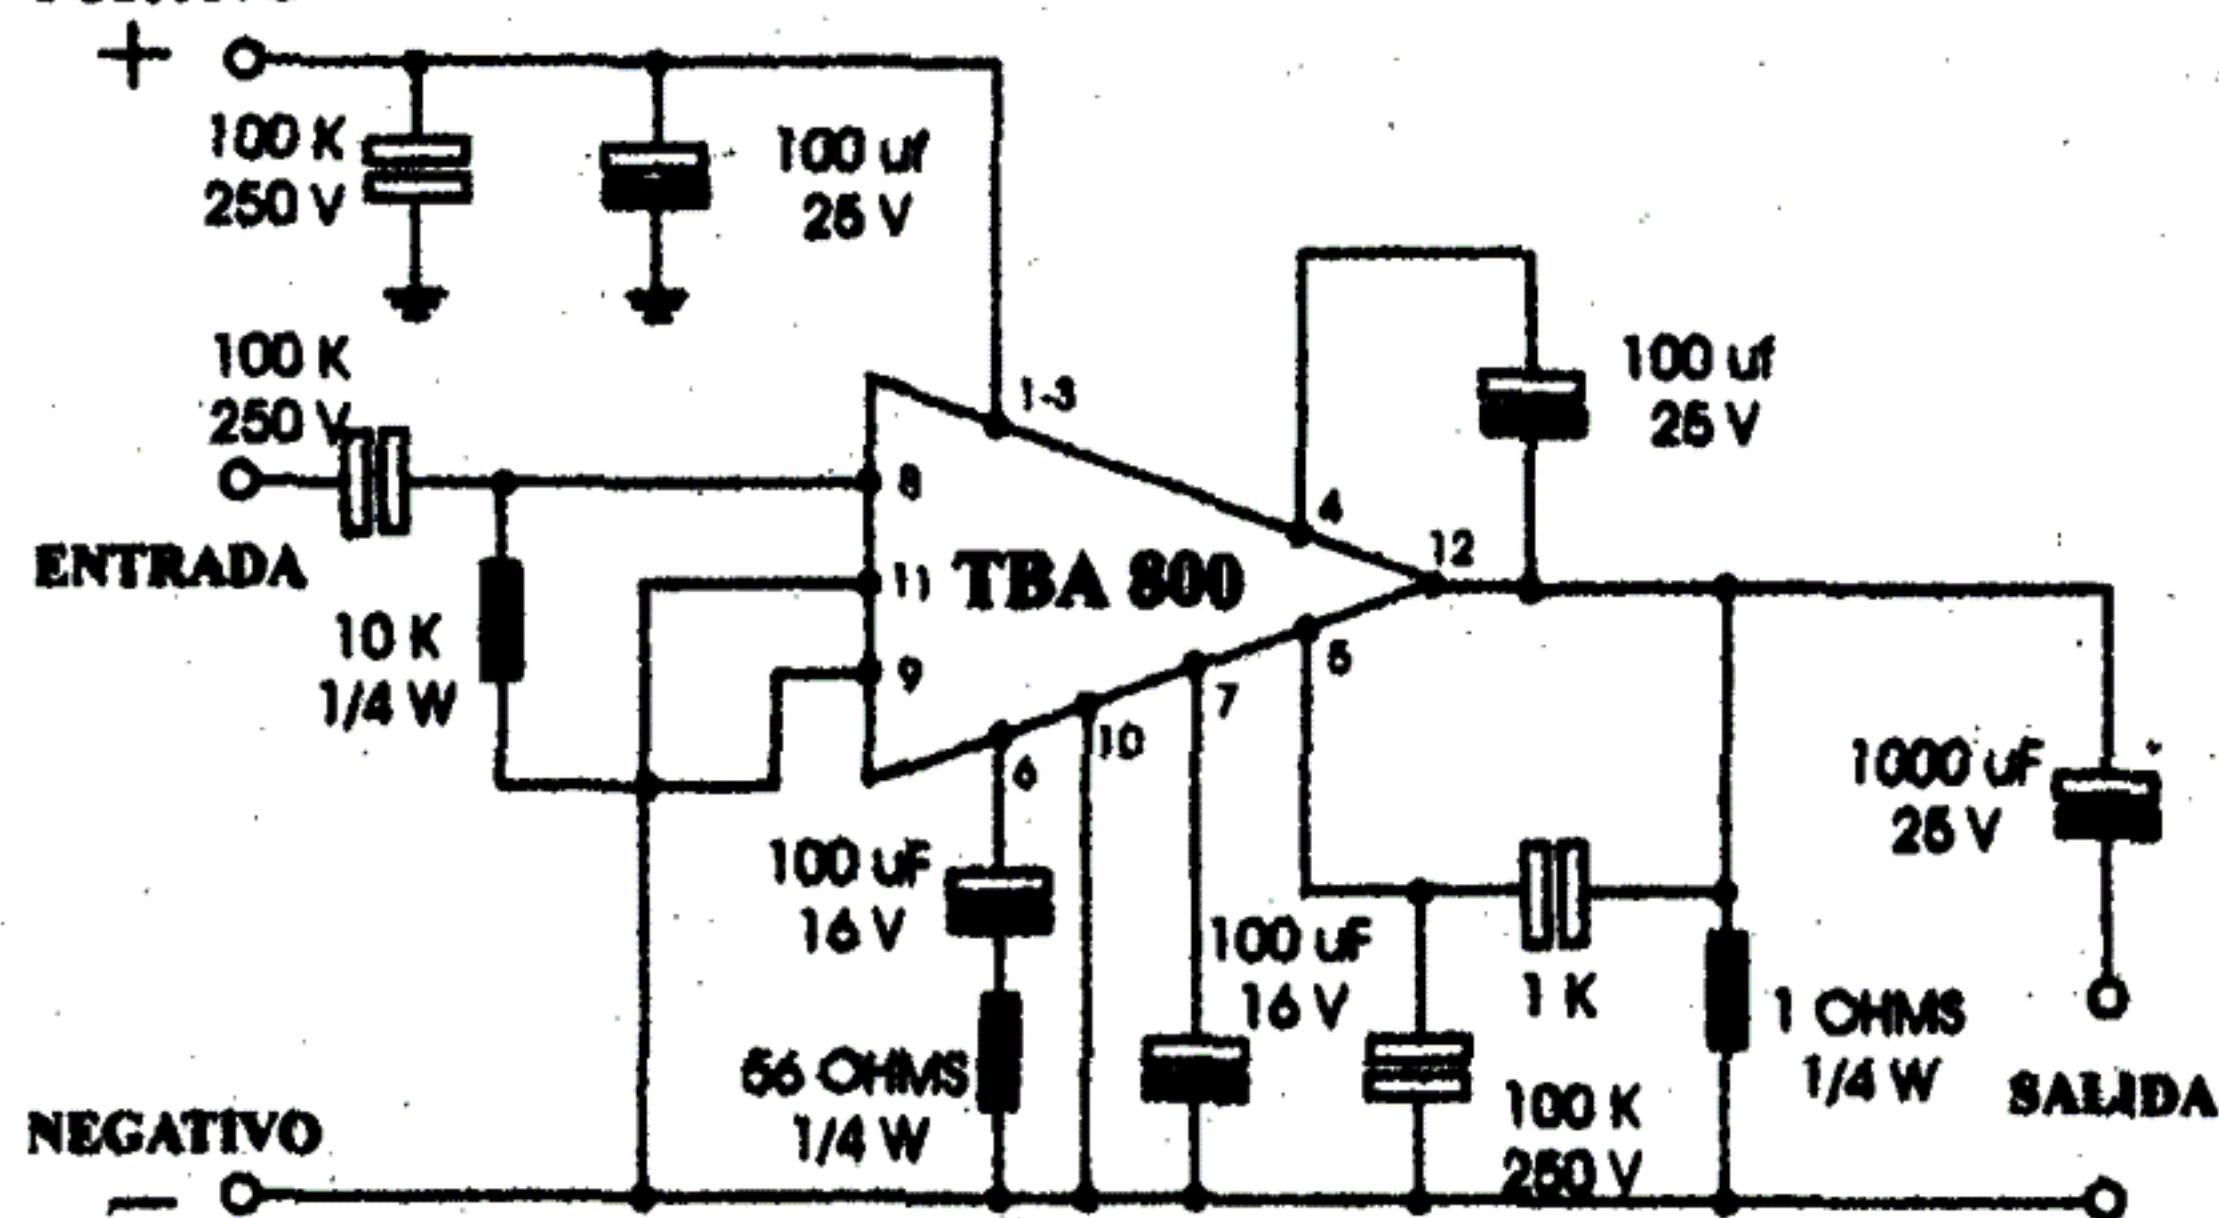 +
100 K
250 V
100 uf
25 V
100 K
250 V
ENTRADA
10 K
1/4 W
1-3
8
11
9
TBA 800
4
12
5
7
10
6
100 uf
25 V
100 uF
16 V
56 OHMS
1/4 W
100 uF
16 V
1 K
100 K
250 V
1 OHMS
1/4 W
1000 uF
25 V
SALIDA
NEGATIVO
—